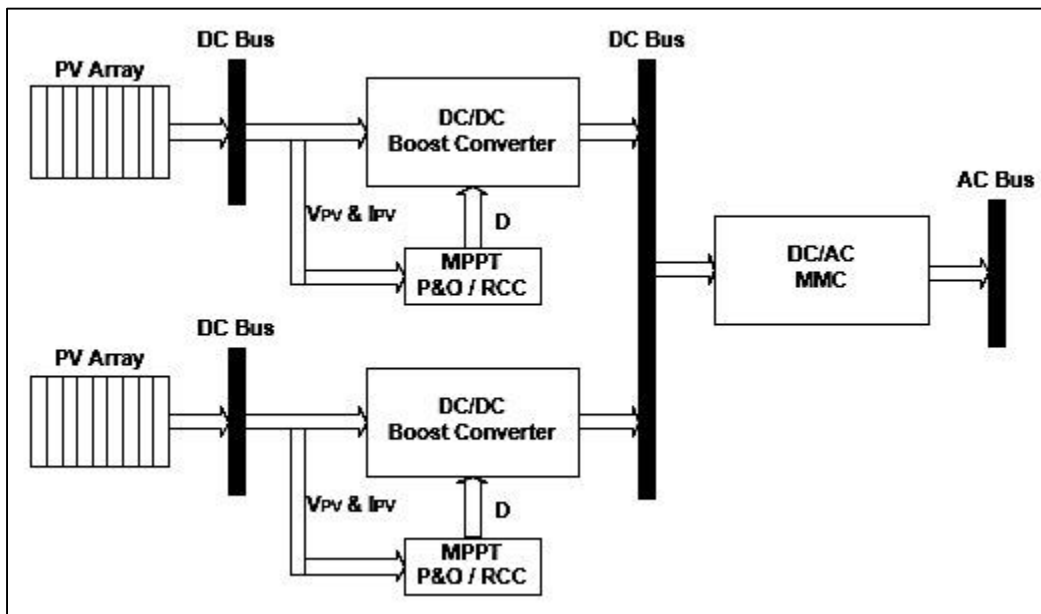 DC Bus
DC Bus
PV Array
DC/DC
Boost Converter
AC Bus
VPV & IPV
D
DC/AC
MMC
MPPT
P&O / RCC
DC Bus
PV Array
DC/DC
Boost Converter
VPV & IPV
D
MPPT
P&O / RCC